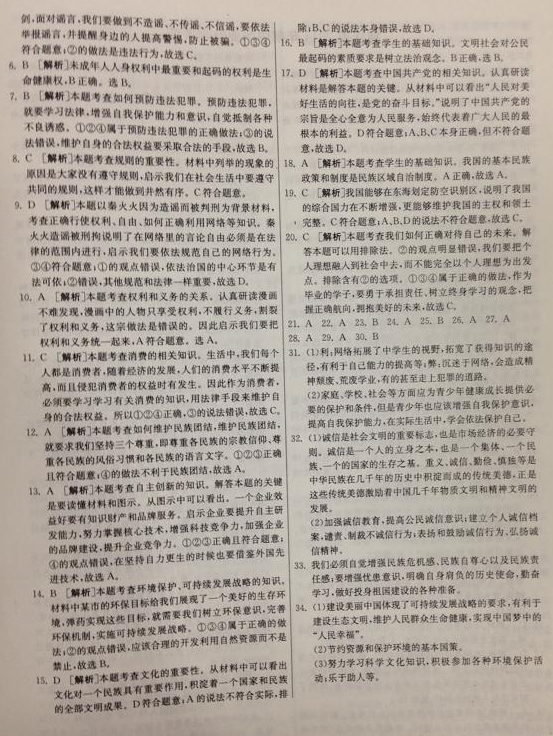 剑,面对谣言,我们要做到不造谣、不传谣、不信谣,要依法
举报谣言,并提醒身边的人提高警惕,防止被骗。①③④
符合题意;②的做法是违法行为,故选C。
6. B [解析]未成年人人身权利中最重要和起码的权利是生
命健康权,B正确。选B。
7. B [解析]本题考查如何预防违法犯罪。预防违法犯罪,
就要学习法律,增强自我保护能力和意识,自觉抵制各种
不良诱惑。①②④属于预防违法犯罪的正确做法;③的说
法错误,维护自身的合法权益要采取合法的手段,故选B。
8. C [解析]本题考查规则的重要性。材料中列举的现象的
原因是大家没有遵守规则,启示我们在社会生活中要遵守
共同的规则,这样才能做到井然有序。C符合题意。
9. D [解析]本题以秦火火因为造谣而被判刑为背景材料,
考查正确行使权利、自由、如何正确利用网络等知识。秦
火火造谣被刑拘说明了在网络里的言论自由必须是在法
律的范围内进行,启示我们要依法规范自己的网络行为。
③④符合题意;①的观点错误,依法治国的中心环节是有
法可依;②错误,其他规范和法律一样重要,故选D。
10. A [解析]本题考查权利和义务的关系。认真研读漫画
不难发现,漫画中的人物只享受权利,不履行义务,割裂
了权利和义务,这宗做法是错误的。因此启示我们要把
权利和义务统一起来,A符合题意。选A。
11. C [解析]本题考查消费的相关知识。生活中,我们每个
人都是消费者,随着经济的发展,人们的消费水平不断提
高,而且侵犯消费者的权益时有发生。因此作为消费者,
必须要学习学习有关消费的知识,用法律手段来维护自
身的合法权益。所以①②④正确,③的说法错误,故选C。
12. A [解析]本题考查如何维护民族团结,维护民族团结,
就要求我们坚持三个尊重,即尊重各民族的宗教信仰、尊
重各民族的风俗习惯和各民族的语言文字。①②③正确
且符合题意;④的做法不利于民族团结,故选A。
13. A [解析]本题考查自主创新的知识。解答本题的关键
是要读懂材料和图示。从图示中可以看出,一个企业效
益好要有知识财产和品牌服务。启示企业要提升自主研
发能力,努力掌握核心技术,增强科技竞争力,加强企业
的品牌建设,提升企业竞争力。①②③正确且符合题意;
④的观点错误,在坚持自力更生的时候也要借鉴外国先
进技术,故选A。
14. B [解析]本题考查环境保护、可持续发展战略的知识。
材料中某市的环保目标给我们展现了一个美好的生存环
境,弹药实现这些目标,就需要我们树立环保意识,完善
环保机制,实施可持续发展战略。①③④属于正确的做
法;②的观点错误,应该合理的开发利用自然资源而不是
禁止,故选B。
15. D [解析]本题考查文化的重要性。从材料中可以看出
文化对一个民族具有重要作用,积淀着一个国家和民族
的全部文明成果。D符合题意;A的说法不符合实际,排
除;B、C的说法本身错误,故选D。
16. B [解析]本题考查学生的基础知识。文明社会对公民
最起码的素质要求是树立法治观念。B正确,选B。
17. D [解析]本题考查中国共产党的相关知识。认真研读
材料是解答本题的关键。从材料中可以看出“人民对美
好生活的向往,是党的奋斗目标。”说明了中国共产党的
宗旨是全心全意为人民服务,始终代表着广大人民的最
根本的利益。D符合题意;A、B、C本身正确,但不符合题
意,故选D。
18. A [解析]本题考查学生的基础知识。我国的基本民族
政策和制度是民族区域自治制度。A正确,故选A。
19. C [解析]我国能够在东海划定防空识别区,说明了我国
的综合国力在不断增强,更能够维护我国的主权和领土
完整。C符合题意;A、B、D的说法不符合题意,故选C。
20. C [解析]本题考查我们如何正确对待自己的未来。解
答本题可以用排除法。②的观点明显错误,我们要把个
人理想融入到社会中去,而不能完全以个人理想为出发
点。排除含有②的选项。①③④属于正确的做法,作为
毕业的学子,要勇于承担责任、树立终身学习的观念,把
握正确航向,拥抱美好的未来,故选C。
21. A 22. A 23. B 24. A 25. B 26. A 27. A
28. A 29. A 30. B
31. (1)利:网络拓展了中学生的视野,拓宽了获得知识的途
径,有利于自己能力的提高等;弊:沉迷于网络,会造成精
神颓废、荒废学业,有的甚至走上犯罪的道路。
(2)家庭、学校、社会等方面应为青少年健康成长提供必
要的保护和条件,但是青少年也应该增强自我保护意识,
提高自我保护能力,在实际生活中,学会依法保护自己。
32. (1)诚信是社会文明的重要标志,也是市场经济的必要守
则。诚信是一个人的立身之本,也是一个集体、一个民
族、一个国家的生存之基。重义、诚信、勤俭、慎独等是
中华民族在几千年的历史中积淀而成的传统美德,正是
这些传统美德激励着中国几千年物质文明和精神文明的
发展。
(2)加强诚信教育,提高公民诚信意识;建立个人诚信档
案,谴责、制裁不诚信行为;表扬和鼓励诚信行为、弘扬诚
信精神。
33. 我们必须自觉增强民族危机感、民族自尊心以及民族责
任感;要增强忧患意识,明确自身肩负的历史使命,勤奋
学习,做好投身祖国建设的各种准备。
34. (1)建设美丽中国体现了可持续发展战略的要求,有利于
建设生态文明,维护人民群众生命健康,实现中国梦中的
“人民幸福”。
(2)节约资源和保护环境的基本国策。
(3)努力学习科学文化知识,积极参加各种环境保护活
动;乐于助人等。